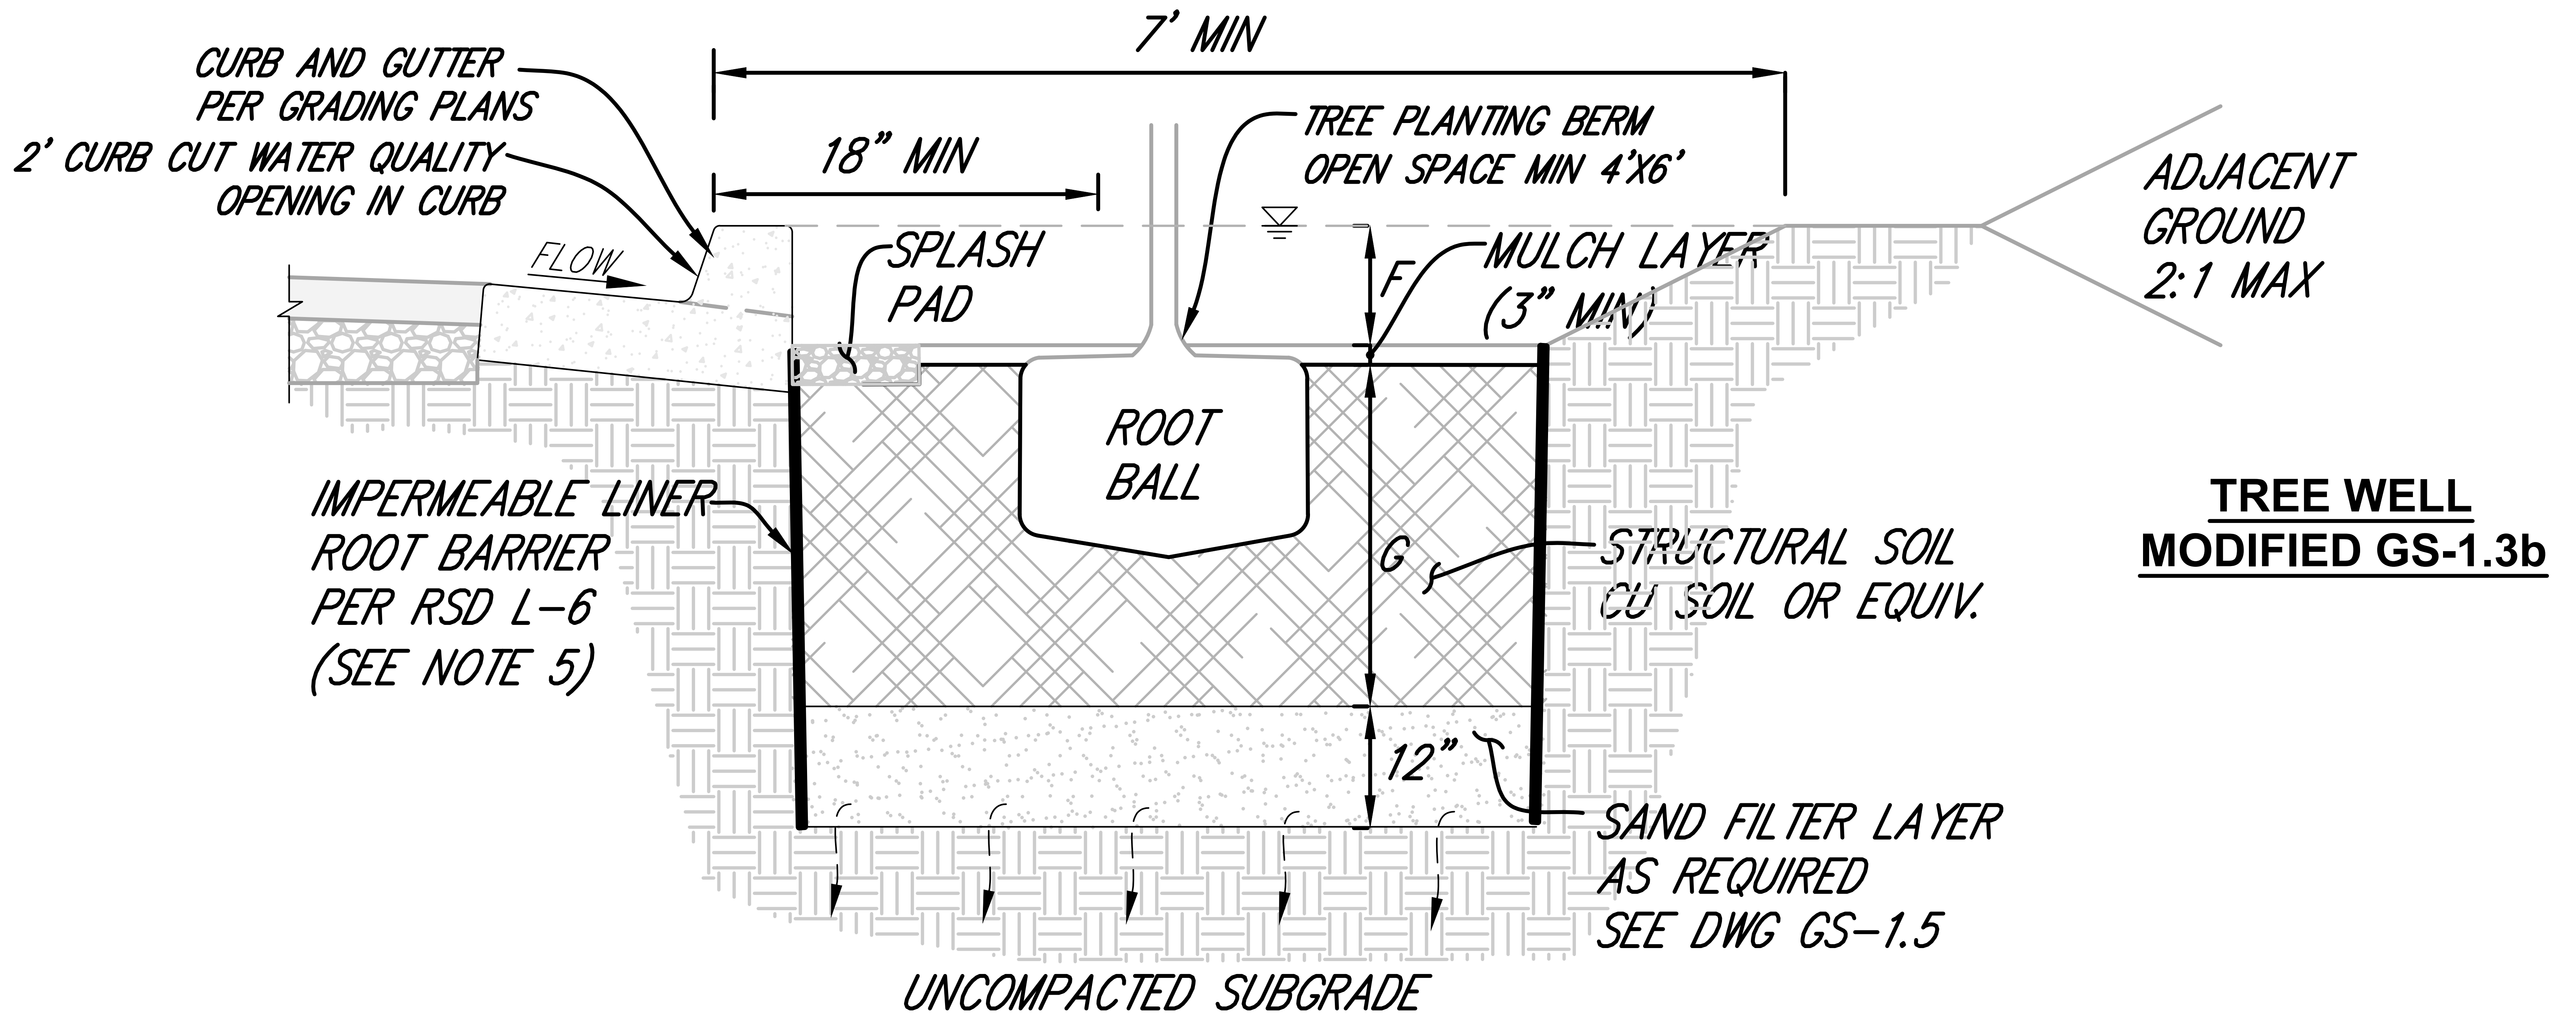 7' MIN
CURB AND GUTTER
PER GRADING PLANS
2' CURB CUT WATER QUALITY
OPENING IN CURB
18" MIN
TREE PLANTING BERM
OPEN SPACE MIN 4'X6'
ADJACENT
GROUND
2:1 MAX
FLOW
SPLASH
PAD
F
MULCH LAYER
(3" MIN)
ROOT
BALL
IMPERMEABLE LINER
ROOT BARRIER
PER RSD L-6
(SEE NOTE 5)
G
STRUCTURAL SOIL
CU SOIL OR EQUIV.
TREE WELL
MODIFIED GS-1.3b
12"
SAND FILTER LAYER
AS REQUIRED
SEE DWG GS-1.5
UNCOMPACTED SUBGRADE